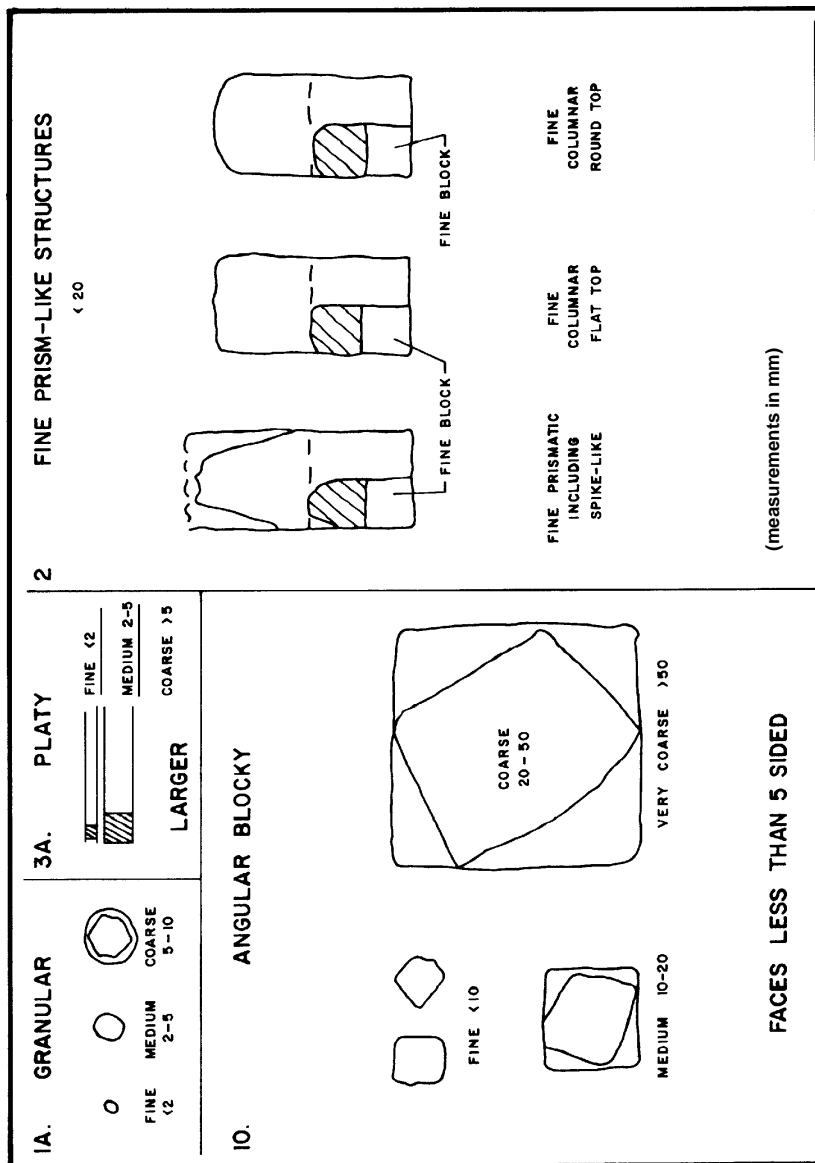 1A. GRANULAR
FINE
<2
MEDIUM
2-5
COARSE
5-10
3A. PLATY
FINE <2
MEDIUM 2-5
COARSE >5
LARGER
2 FINE PRISM-LIKE STRUCTURES
< 20
FINE BLOCK
FINE BLOCK
FINE PRISMATIC
INCLUDING
SPIKE-LIKE
FINE
COLUMNAR
FLAT TOP
FINE
COLUMNAR
ROUND TOP
(measurements in mm)
10. ANGULAR BLOCKY
FINE <10
MEDIUM 10-20
COARSE
20-50
VERY COARSE >50
FACES LESS THAN 5 SIDED